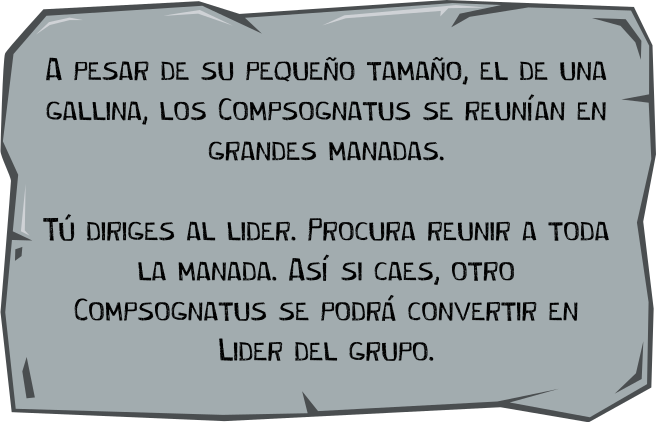 A PESAR DE SU PEQUEÑO TAMAÑO, EL DE UNA
GALLINA, LOS COMPSOGNATUS SE REUNÍAN EN
GRANDES MANADAS.
TÚ DIRIGES AL LIDER. PROCURA REUNIR A TODA
LA MANADA. ASÍ SI CAES, OTRO
COMPSOGNATUS SE PODRÁ CONVERTIR EN
LIDER DEL GRUPO.